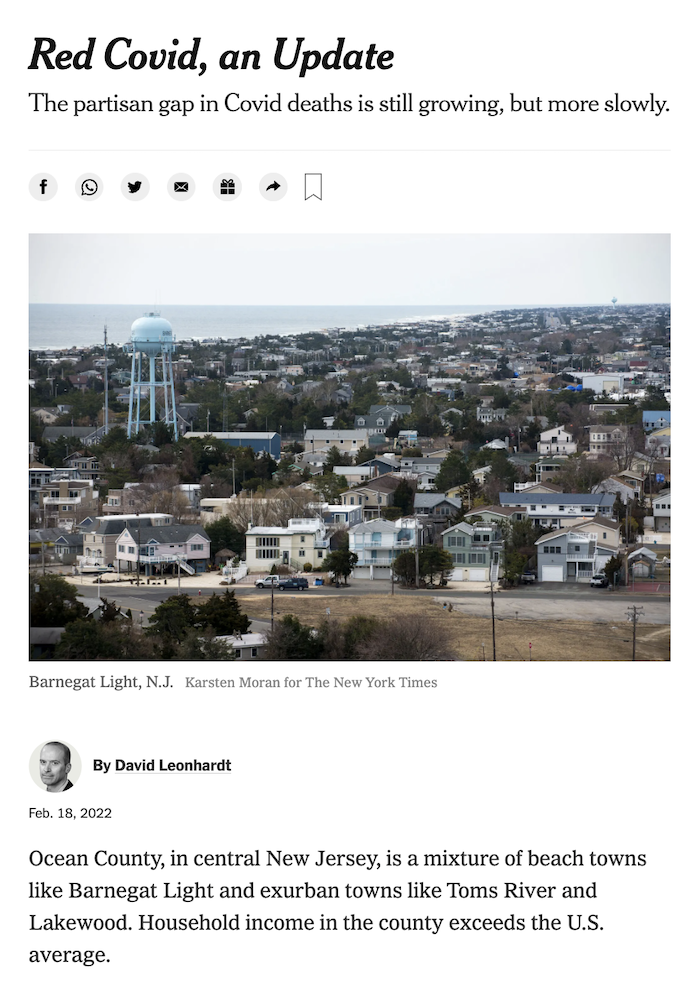 Red Covid, an Update
The partisan gap in Covid deaths is still growing, but more slowly.
Barnegat Light, N.J. Karsten Moran for The New York Times
By David Leonhardt
Feb. 18, 2022
Ocean County, in central New Jersey, is a mixture of beach towns
like Barnegat Light and exurban towns like Toms River and
Lakewood. Household income in the county exceeds the U.S.
average.